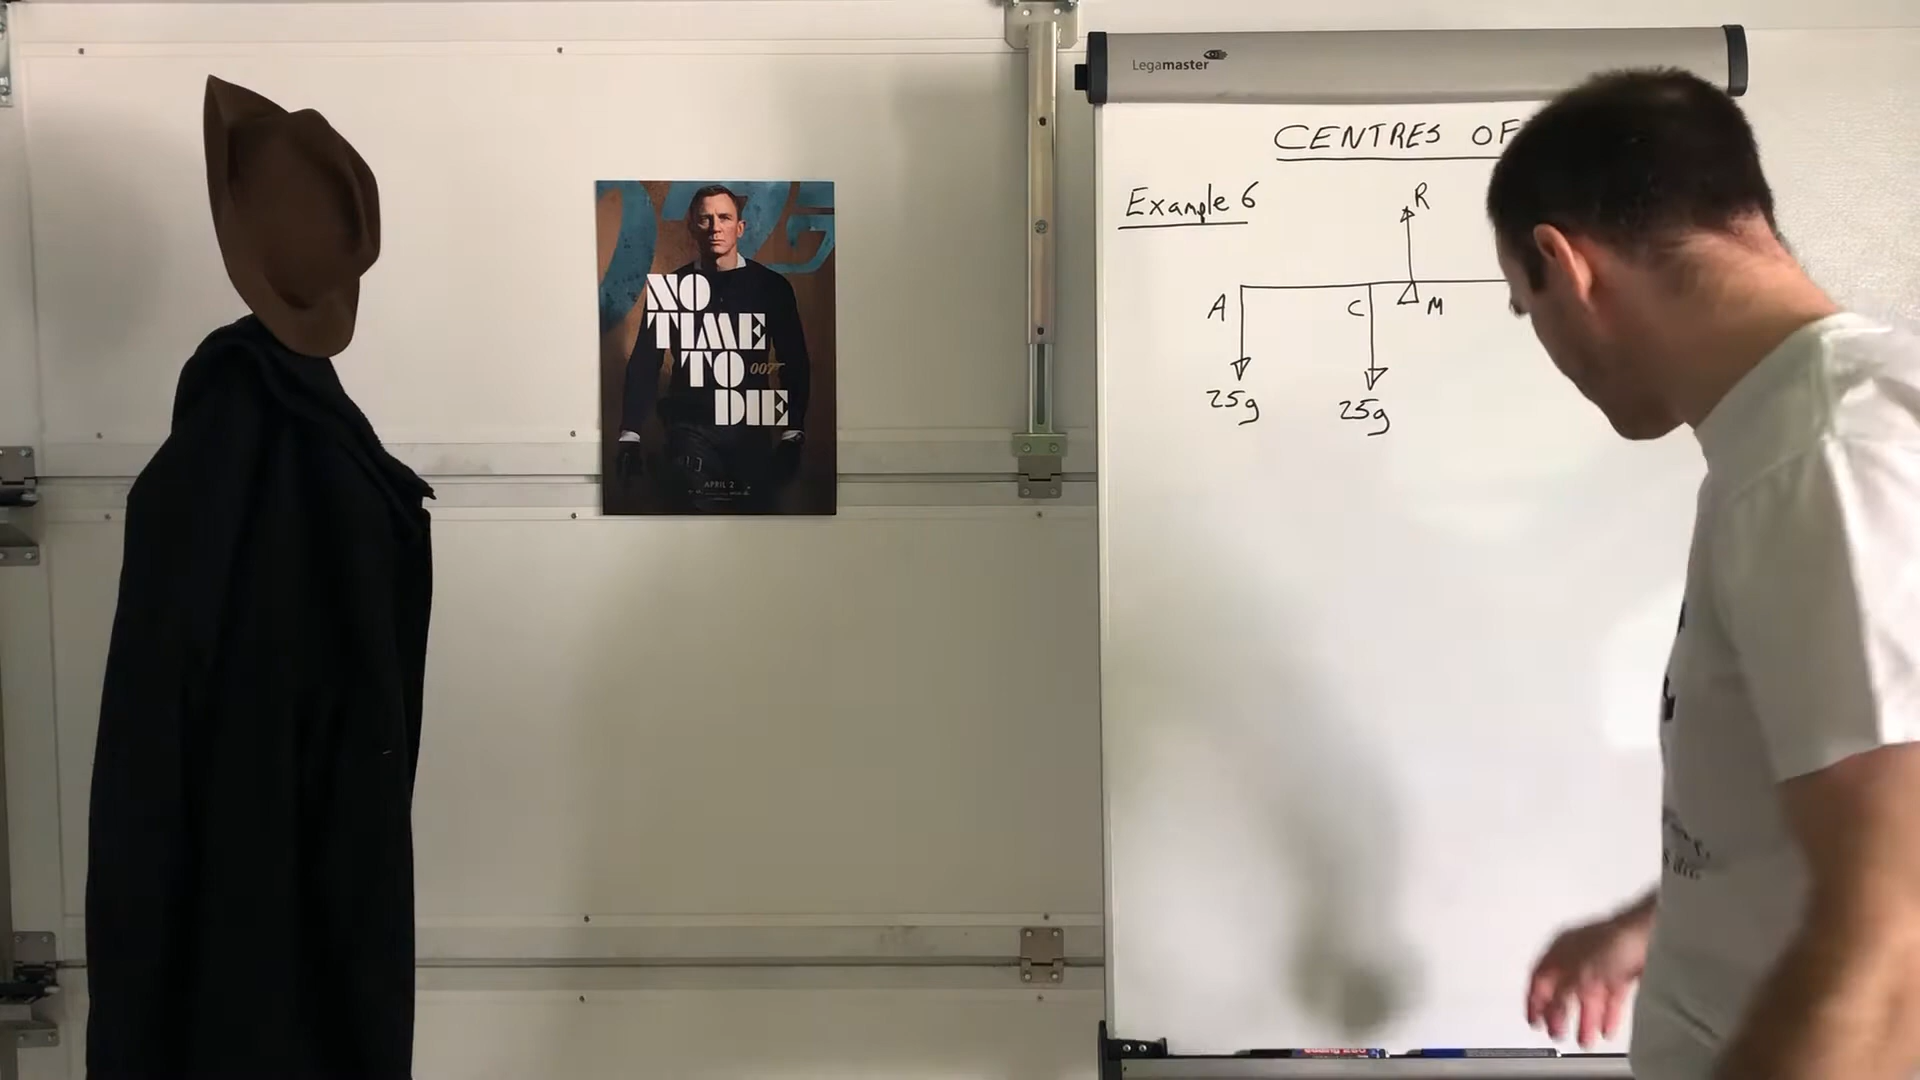 Legamaster
CENTRES OF
Example 6
R
A
C
M
25g
25g
NO
TIME
TO
007
DIE
APRIL 2